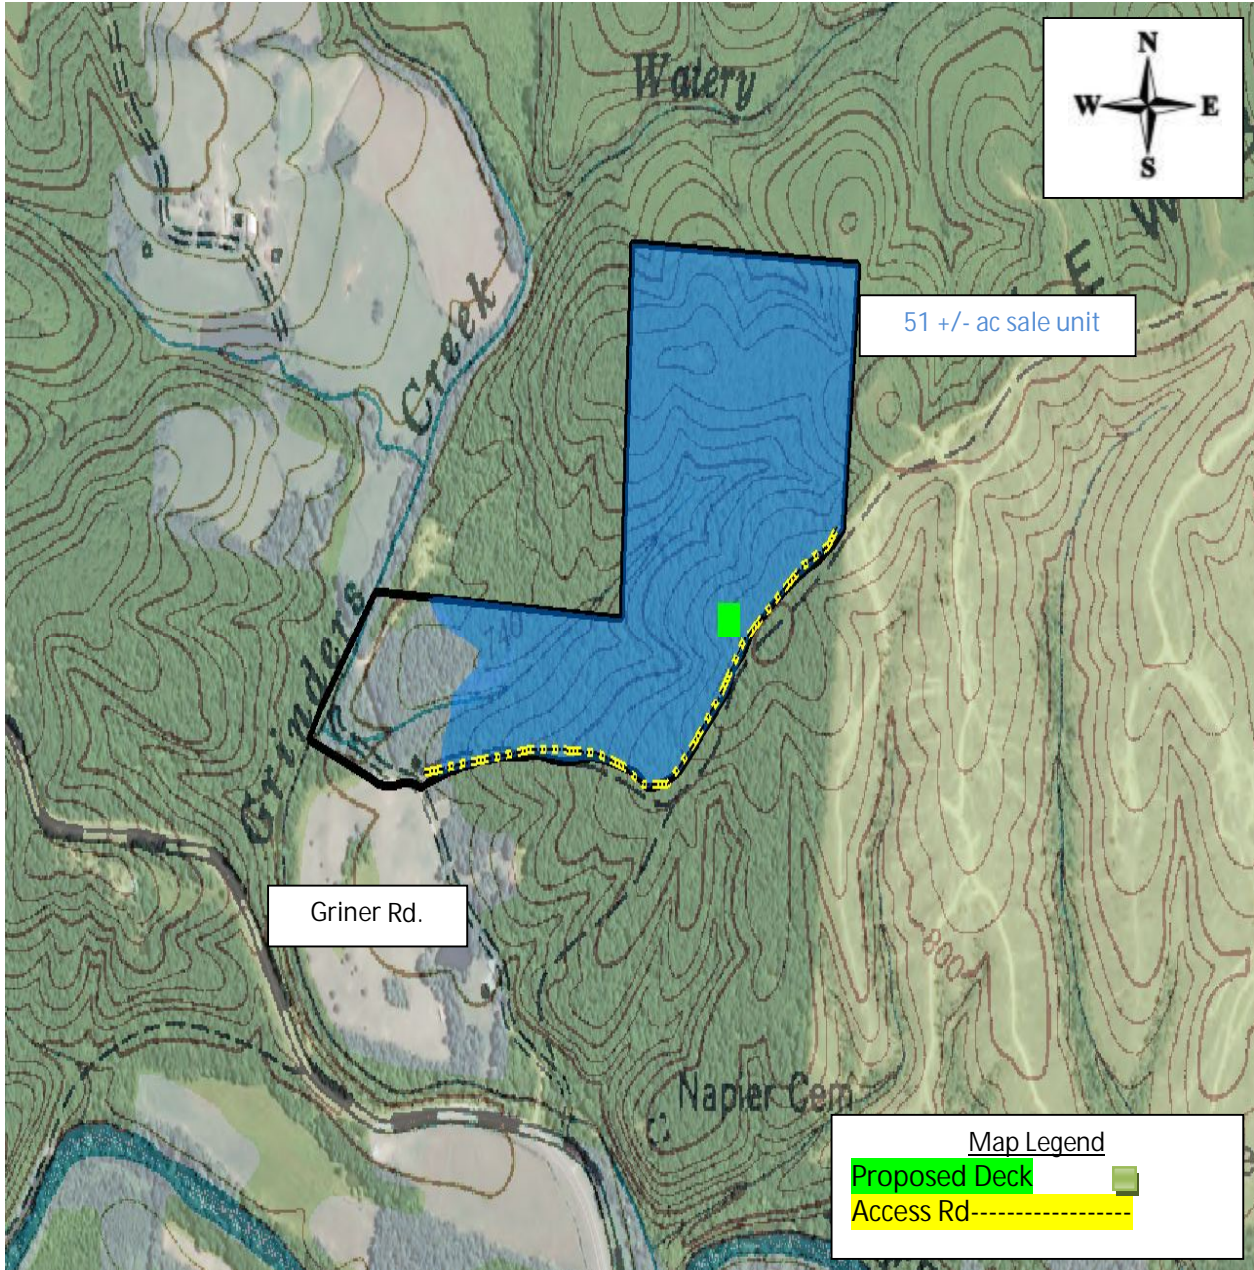 N
W E
S
Watery
E W
51 +/- ac sale unit
Creek
740
Grinders
Griner Rd.
800
Napier Cem
Map Legend
Proposed Deck
Access Rd------------------